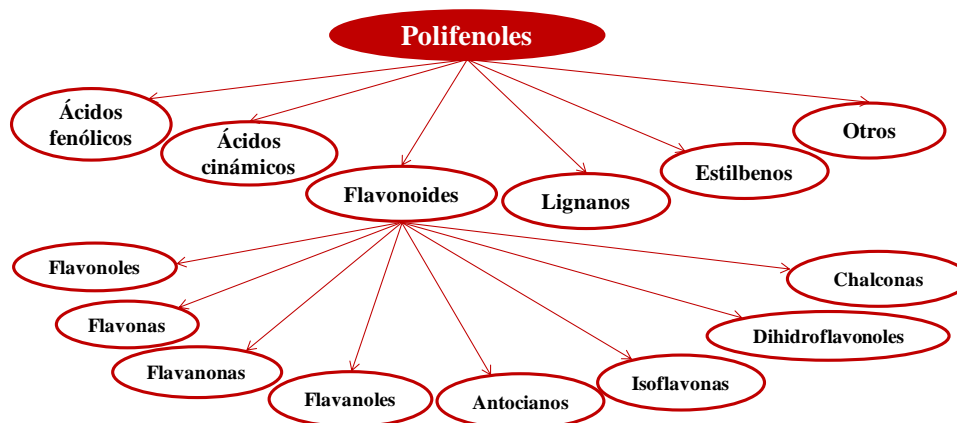 Polifenoles
Ácidos
fenólicos
Ácidos
cinámicos
Flavonoides
Lignanos
Estilbenos
Otros
Flavonoles
Flavonas
Flavanonas
Flavanoles
Antocianos
Isoflavonas
Dihidroflavonoles
Chalconas